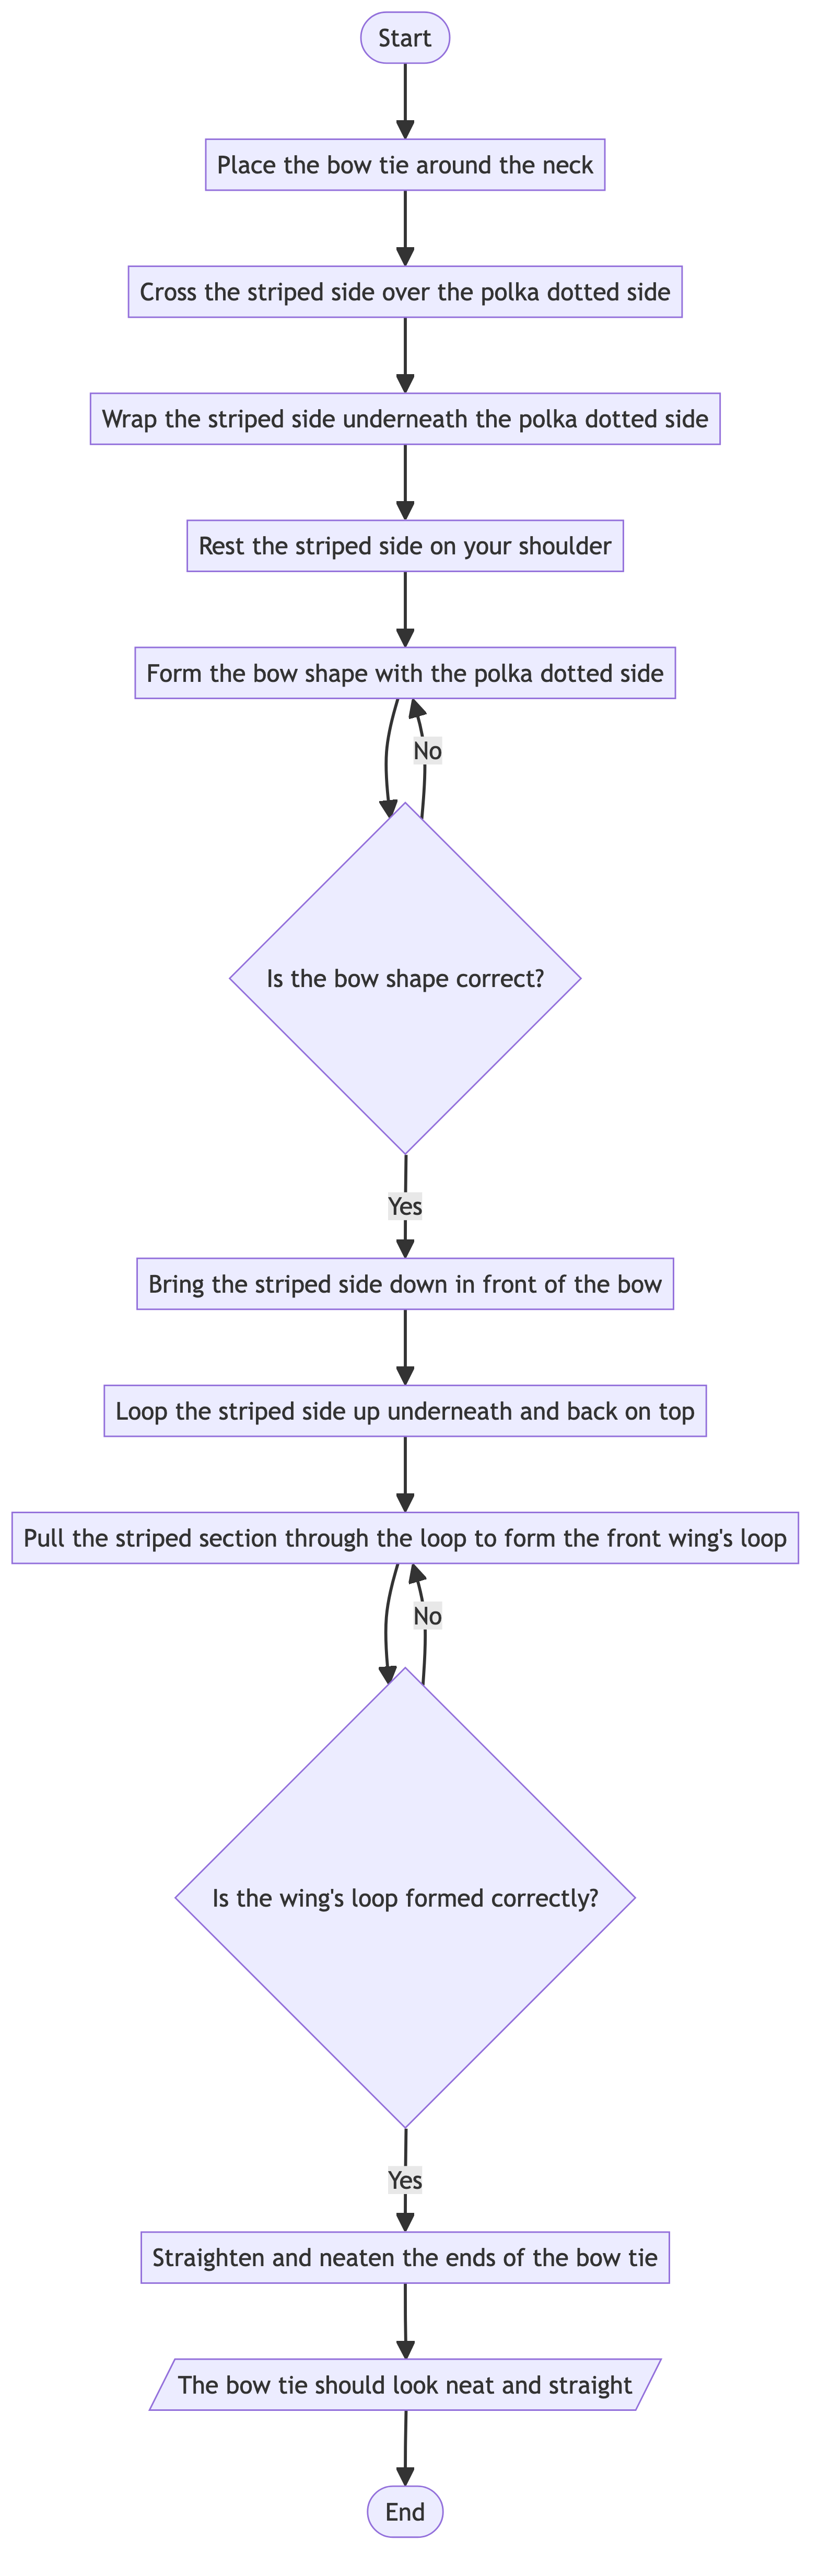 Start
Place the bow tie around the neck
Cross the striped side over the polka dotted side
Wrap the striped side underneath the polka dotted side
Rest the striped side on your shoulder
Form the bow shape with the polka dotted side
No
Is the bow shape correct?
Yes
Bring the striped side down in front of the bow
Loop the striped side up underneath and back on top
Pull the striped section through the loop to form the front wing's loop
No
Is the wing's loop formed correctly?
Yes
Straighten and neaten the ends of the bow tie
The bow tie should look neat and straight
End